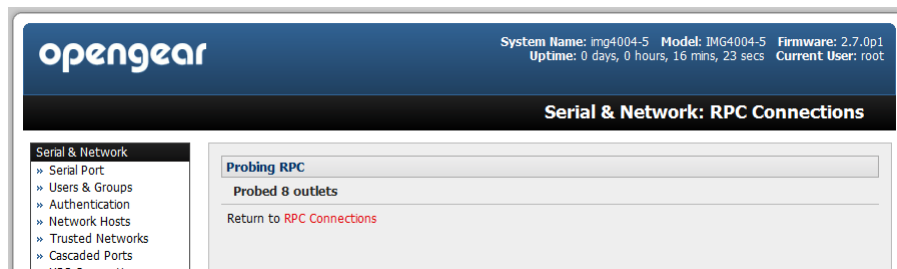 opengear
System Name: img4004-5 Model: IMG4004-5 Firmware: 2.7.0p1
Uptime: 0 days, 0 hours, 16 mins, 23 secs Current User: root
Serial & Network: RPC Connections
Serial & Network
» Serial Port
» Users & Groups
» Authentication
» Network Hosts
» Trusted Networks
» Cascaded Ports
Probing RPC
Probed 8 outlets
Return to RPC Connections